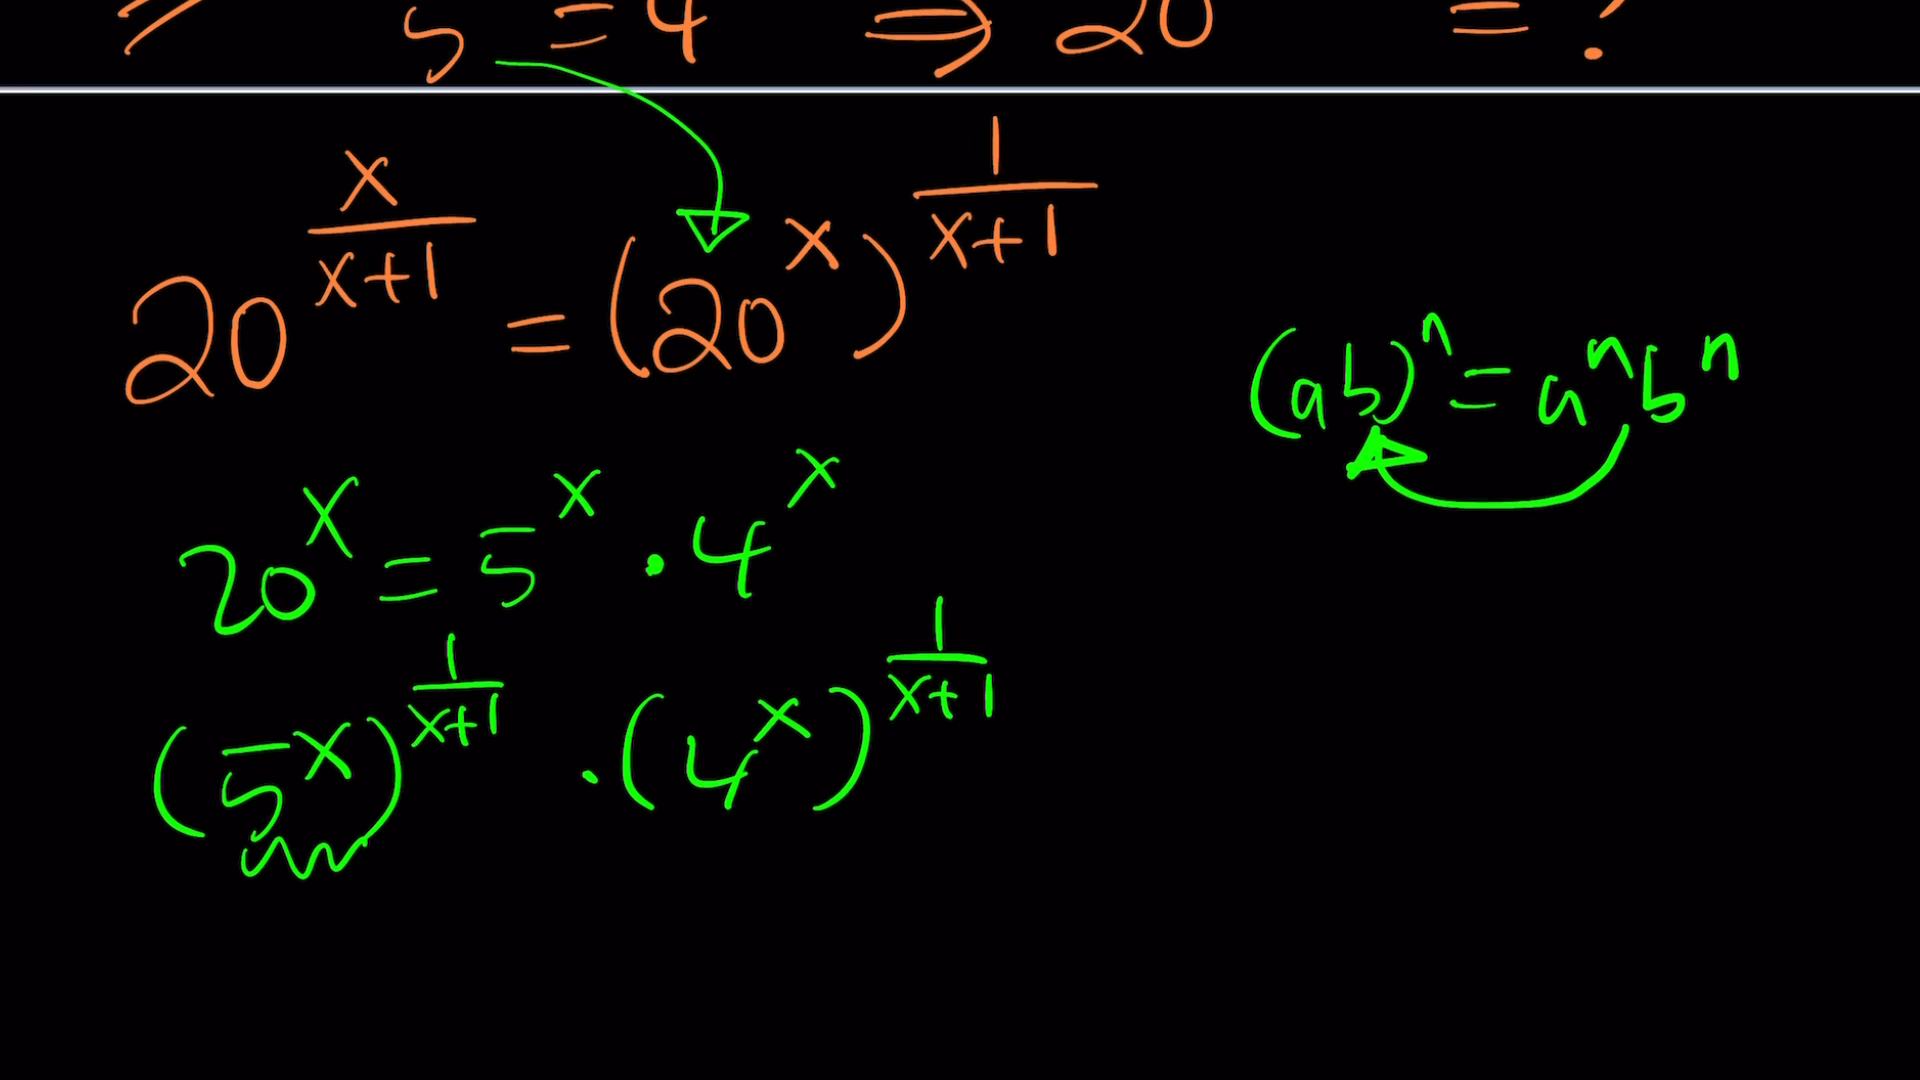 5 = 4 ⇒ 20 = ?
20^(x/(x+1)) = (20^x)^(1/(x+1))
(ab)^n = a^n b^n
20^x = 5^x · 4^x
(5^x)^(1/(x+1)) · (4^x)^(1/(x+1))